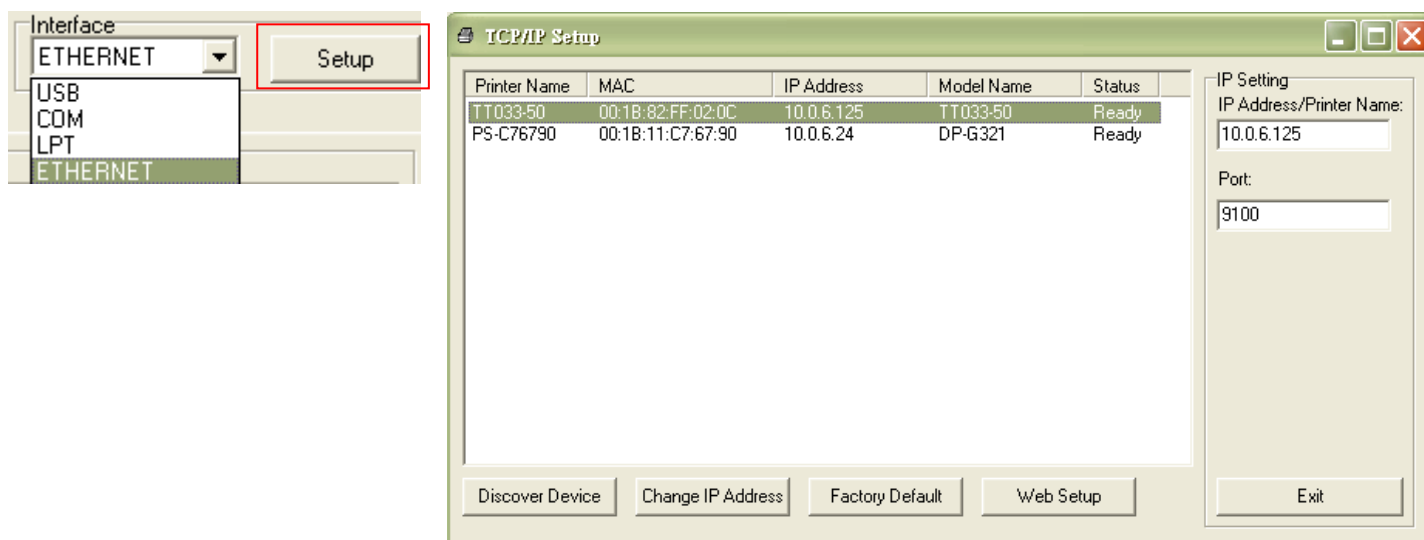 Interface
ETHERNET
Setup
USB
COM
LPT
ETHERNET
TCP/IP Setup
Printer Name MAC IP Address Model Name Status
TT033-50 00:1B:82:FF:02:0C 10.0.6.125 TT033-50 Ready
PS-C76790 00:1B:11:C7:67:90 10.0.6.24 DP-G321 Ready
IP Setting
IP Address/Printer Name:
10.0.6.125
Port:
9100
Discover Device Change IP Address Factory Default Web Setup Exit